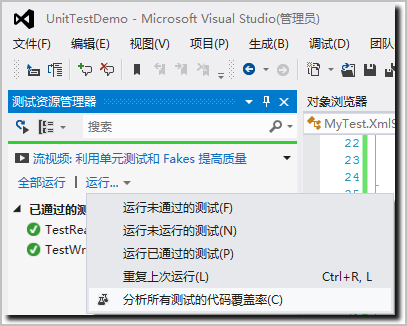 UnitTestDemo - Microsoft Visual Studio(管理员)
文件(F) 编辑(E) 视图(V) 项目(P) 生成(B) 调试(D) 团队
测试资源管理器
对象浏览器
搜索
MyTest.XmlS
流视频: 利用单元测试和 Fakes 提高质量
22
23
24
全部运行 | 运行...
25
已通过的测
TestRea
TestWr
运行未通过的测试(F)
运行未运行的测试(N)
运行已通过的测试(P)
重复上次运行(L) Ctrl+R, L
分析所有测试的代码覆盖率(C)